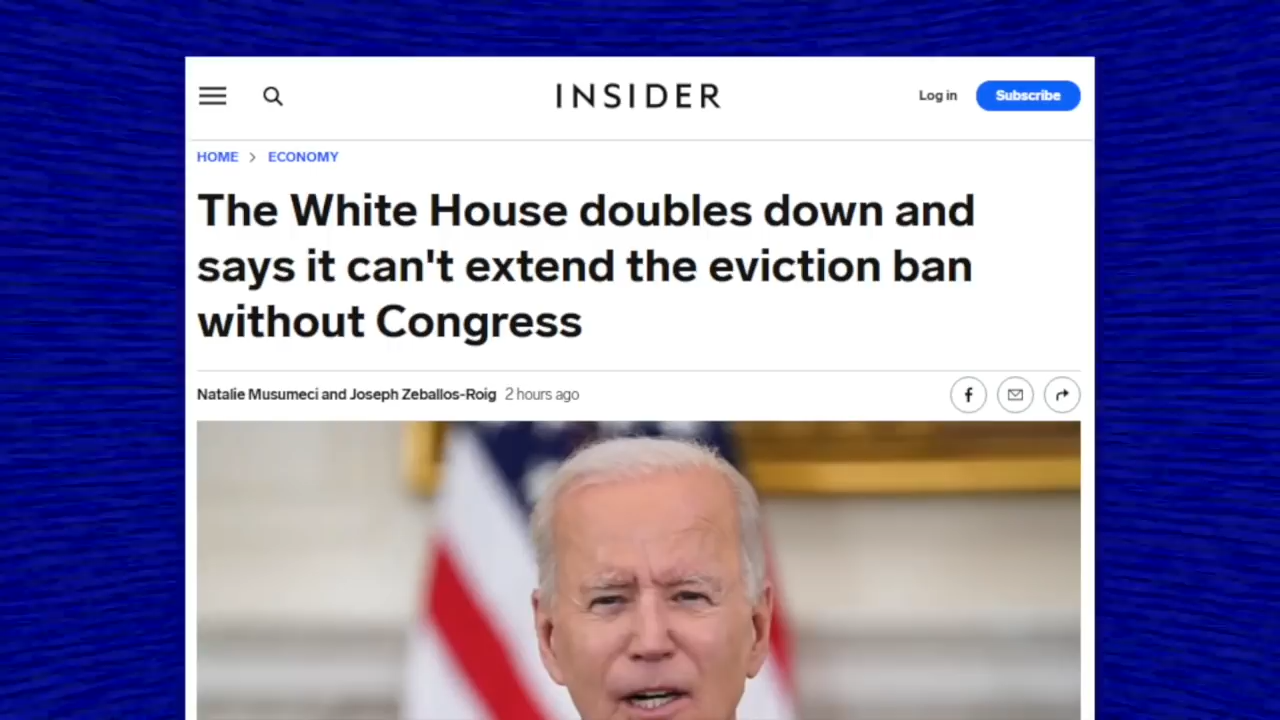 INSIDER
Log in
Subscribe
HOME > ECONOMY
The White House doubles down and
says it can't extend the eviction ban
without Congress
Natalie Musumeci and Joseph Zeballos-Roig 2 hours ago